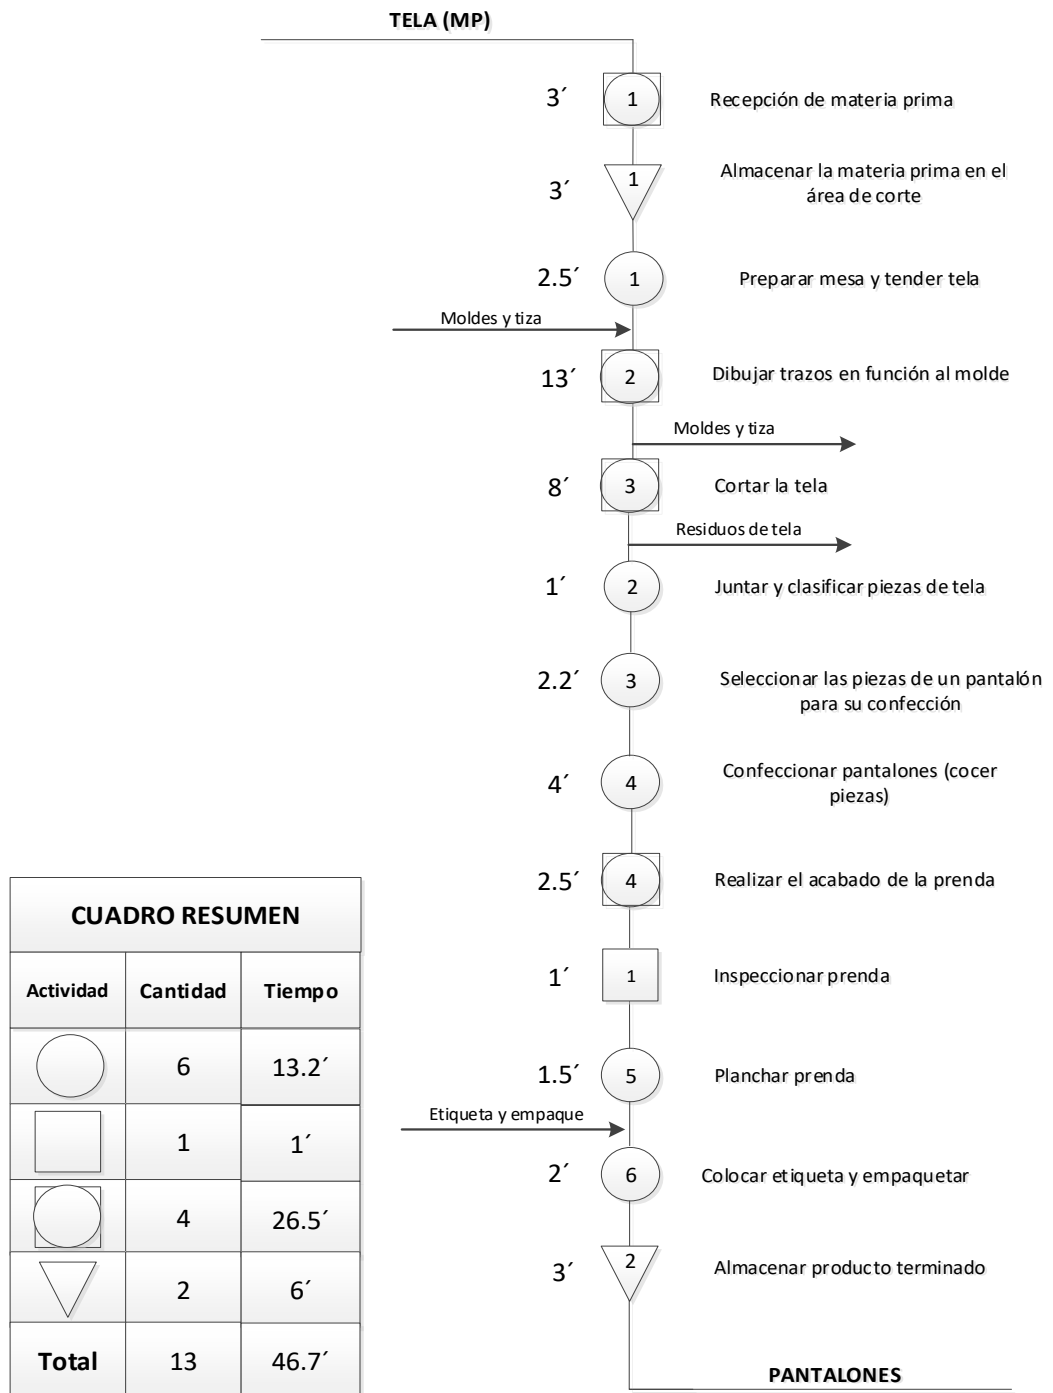 TELA (MP)
3´
1
Recepción de materia prima
3´
1
Almacenar la materia prima en el
área de corte
2.5´
1
Preparar mesa y tender tela
Moldes y tiza
13´
2
Dibujar trazos en función al molde
Moldes y tiza
8´
3
Cortar la tela
Residuos de tela
1´
2
Juntar y clasificar piezas de tela
2.2´
3
Seleccionar las piezas de un pantalón
para su confección
4´
4
Confeccionar pantalones (cocer
piezas)
2.5´
4
Realizar el acabado de la prenda
1´
1
Inspeccionar prenda
1.5´
5
Planchar prenda
Etiqueta y empaque
2´
6
Colocar etiqueta y empaquetar
3´
2
Almacenar producto terminado
PANTALONES
CUADRO RESUMEN
Actividad Cantidad Tiempo
6 13.2´
1 1´
4 26.5´
2 6´
Total 13 46.7´